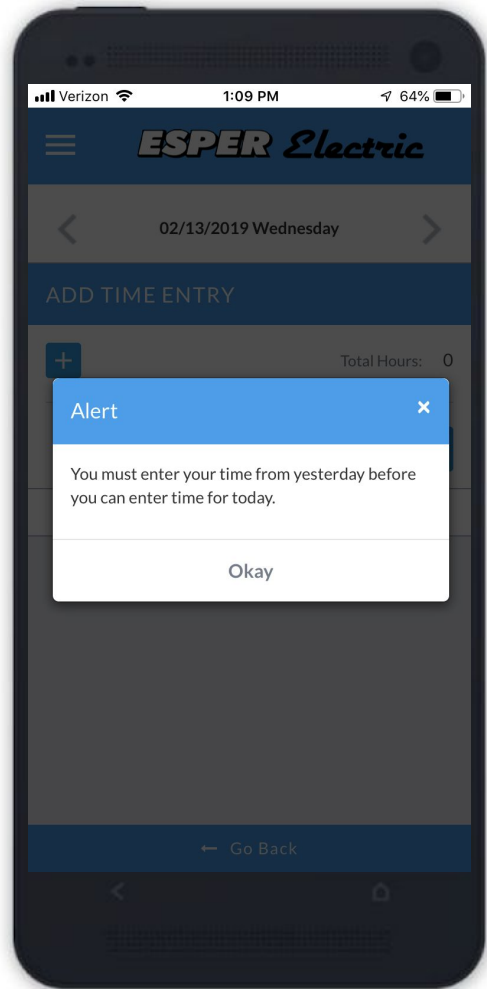 Verizon 1:09 PM 64%
ESPER Electric
02/13/2019 Wednesday
ADD TIME ENTRY
+ Total Hours: 0
Alert ×
You must enter your time from yesterday before
you can enter time for today.
Okay
← Go Back